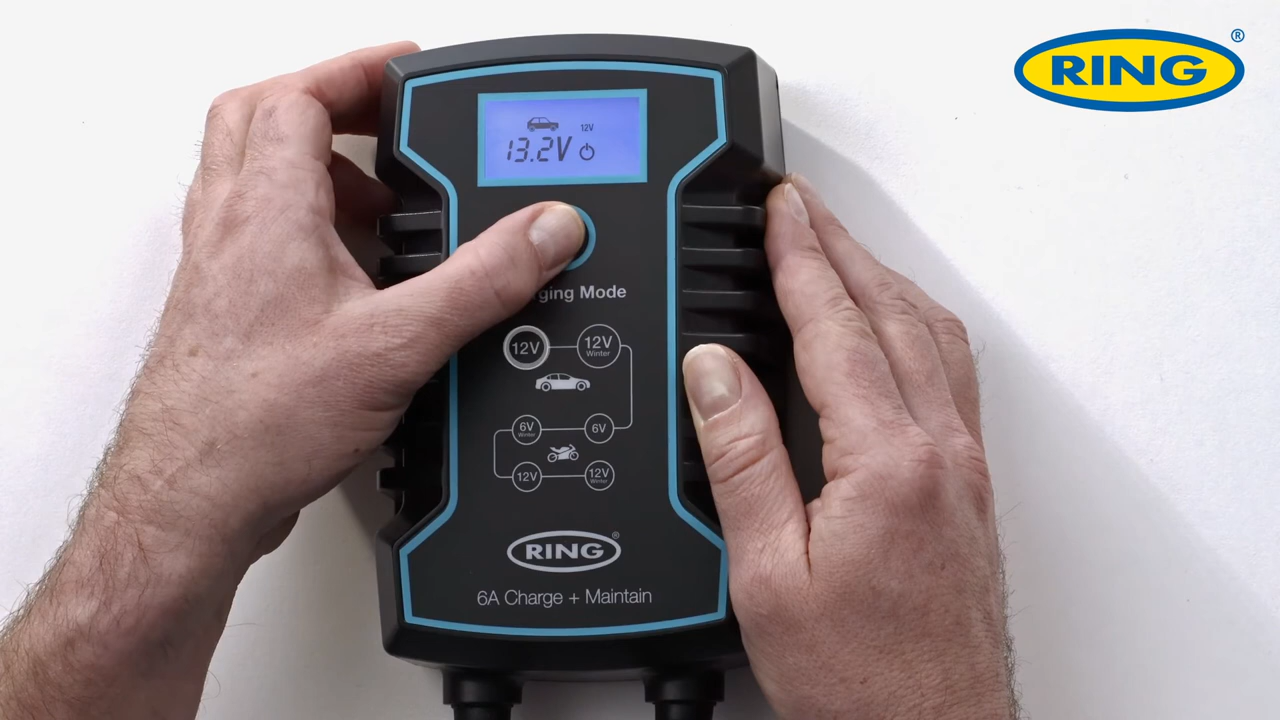 RING®
12V
13.2V
ging Mode
12V
12V
Winter
6V
Winter
6V
12V
12V
Winter
RING®
6A Charge + Maintain